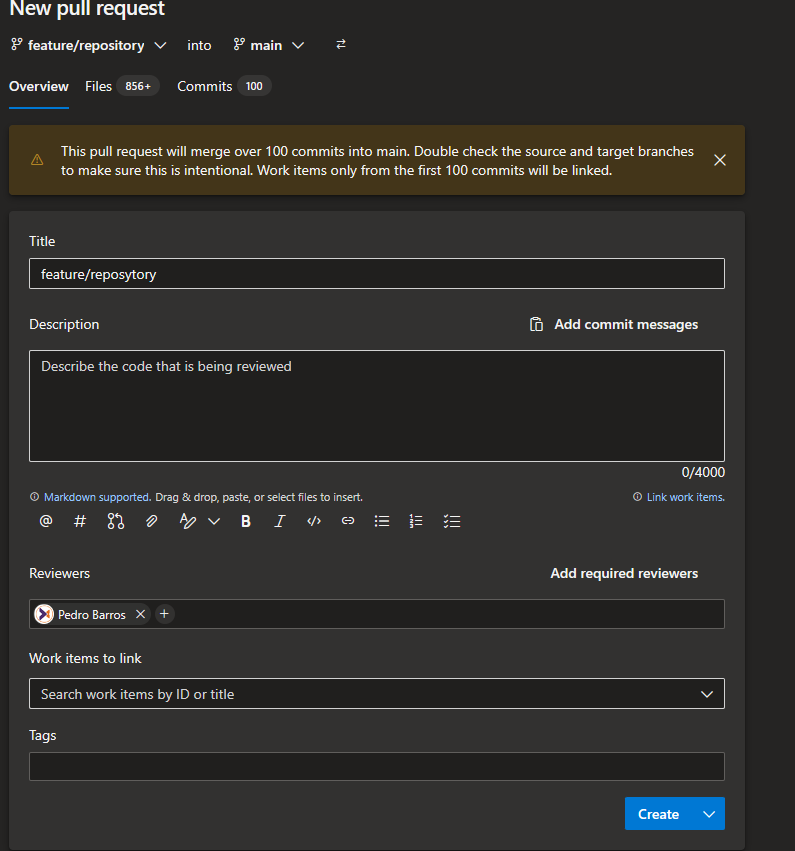 New pull request
feature/repository into main
Overview Files 856+ Commits 100
This pull request will merge over 100 commits into main. Double check the source and target branches
to make sure this is intentional. Work items only from the first 100 commits will be linked.
Title
feature/reposytory
Description Add commit messages
Describe the code that is being reviewed
0/4000
Markdown supported. Drag & drop, paste, or select files to insert. Link work items.
Reviewers Add required reviewers
Pedro Barros
Work items to link
Search work items by ID or title
Tags
Create